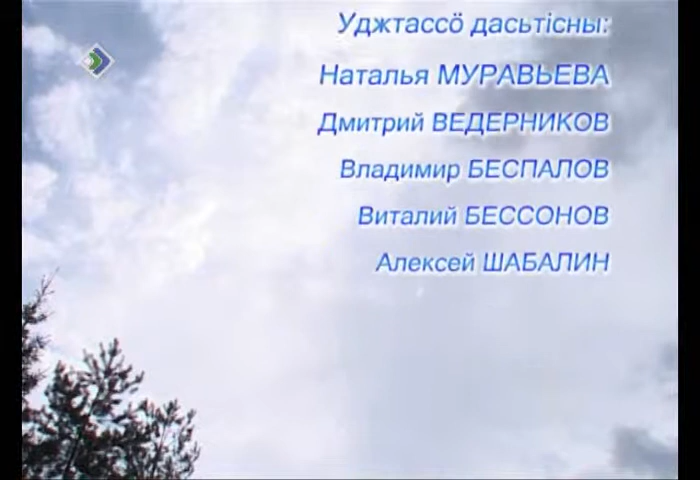 Уджтассӧ дасьтісны:
Наталья МУРАВЬЕВА
Дмитрий ВЕДЕРНИКОВ
Владимир БЕСПАЛОВ
Виталий БЕССОНОВ
Алексей ШАБАЛИН